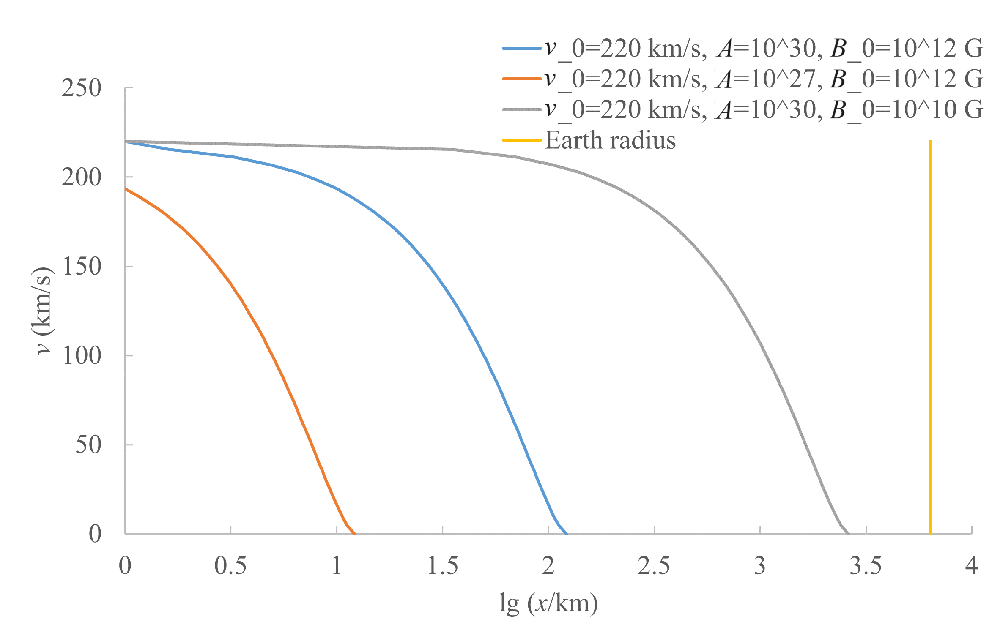 v_0=220 km/s, A=10^30, B_0=10^12 G
v_0=220 km/s, A=10^27, B_0=10^12 G
v_0=220 km/s, A=10^30, B_0=10^10 G
Earth radius
250
200
150
100
50
0
v (km/s)
0 0.5 1 1.5 2 2.5 3 3.5 4
lg (x/km)